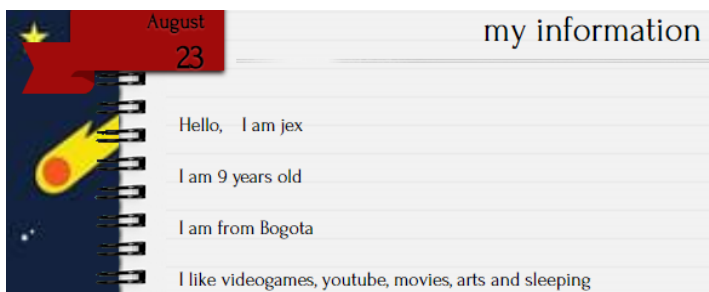 August
23
my information
Hello, I am jex
I am 9 years old
I am from Bogota
I like videogames, youtube, movies, arts and sleeping